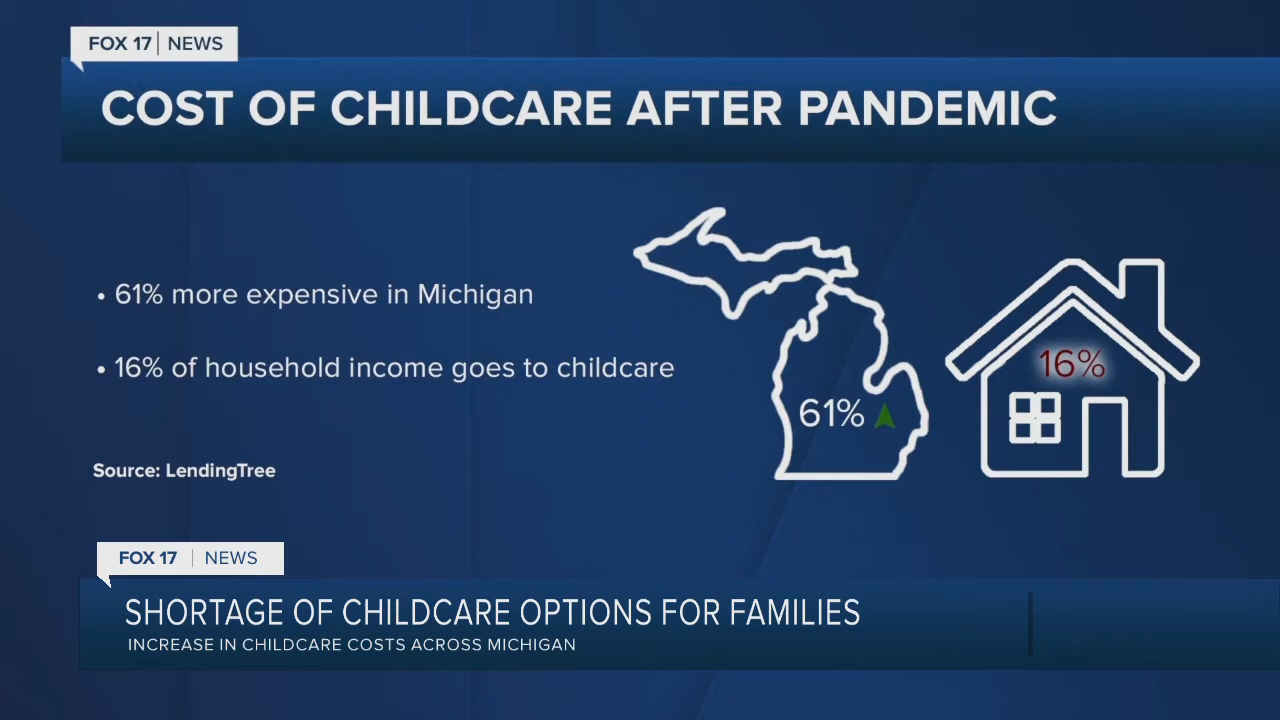 FOX 17 | NEWS
COST OF CHILDCARE AFTER PANDEMIC
• 61% more expensive in Michigan
• 16% of household income goes to childcare
61%
16%
Source: LendingTree
FOX 17 | NEWS
SHORTAGE OF CHILDCARE OPTIONS FOR FAMILIES
INCREASE IN CHILDCARE COSTS ACROSS MICHIGAN